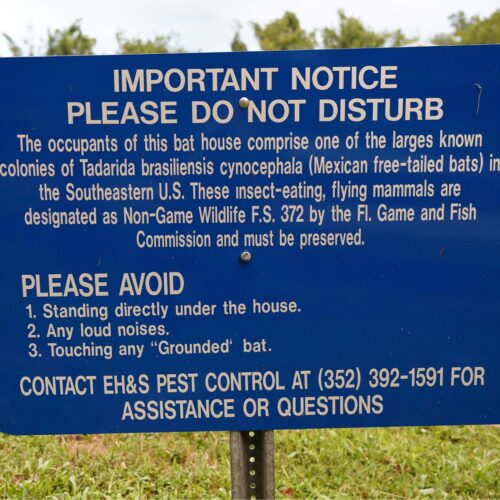 IMPORTANT NOTICE
PLEASE DO NOT DISTURB
The occupants of this bat house comprise one of the larges known
colonies of Tadarida brasiliensis cynocephala (Mexican free-tailed bats) in
the Southeastern U.S. These insect-eating, flying mammals are
designated as Non-Game Wildlife F.S. 372 by the Fl. Game and Fish
Commission and must be preserved.
PLEASE AVOID
1. Standing directly under the house.
2. Any loud noises.
3. Touching any "Grounded' bat.
CONTACT EH&S PEST CONTROL AT (352) 392-1591 FOR
ASSISTANCE OR QUESTIONS